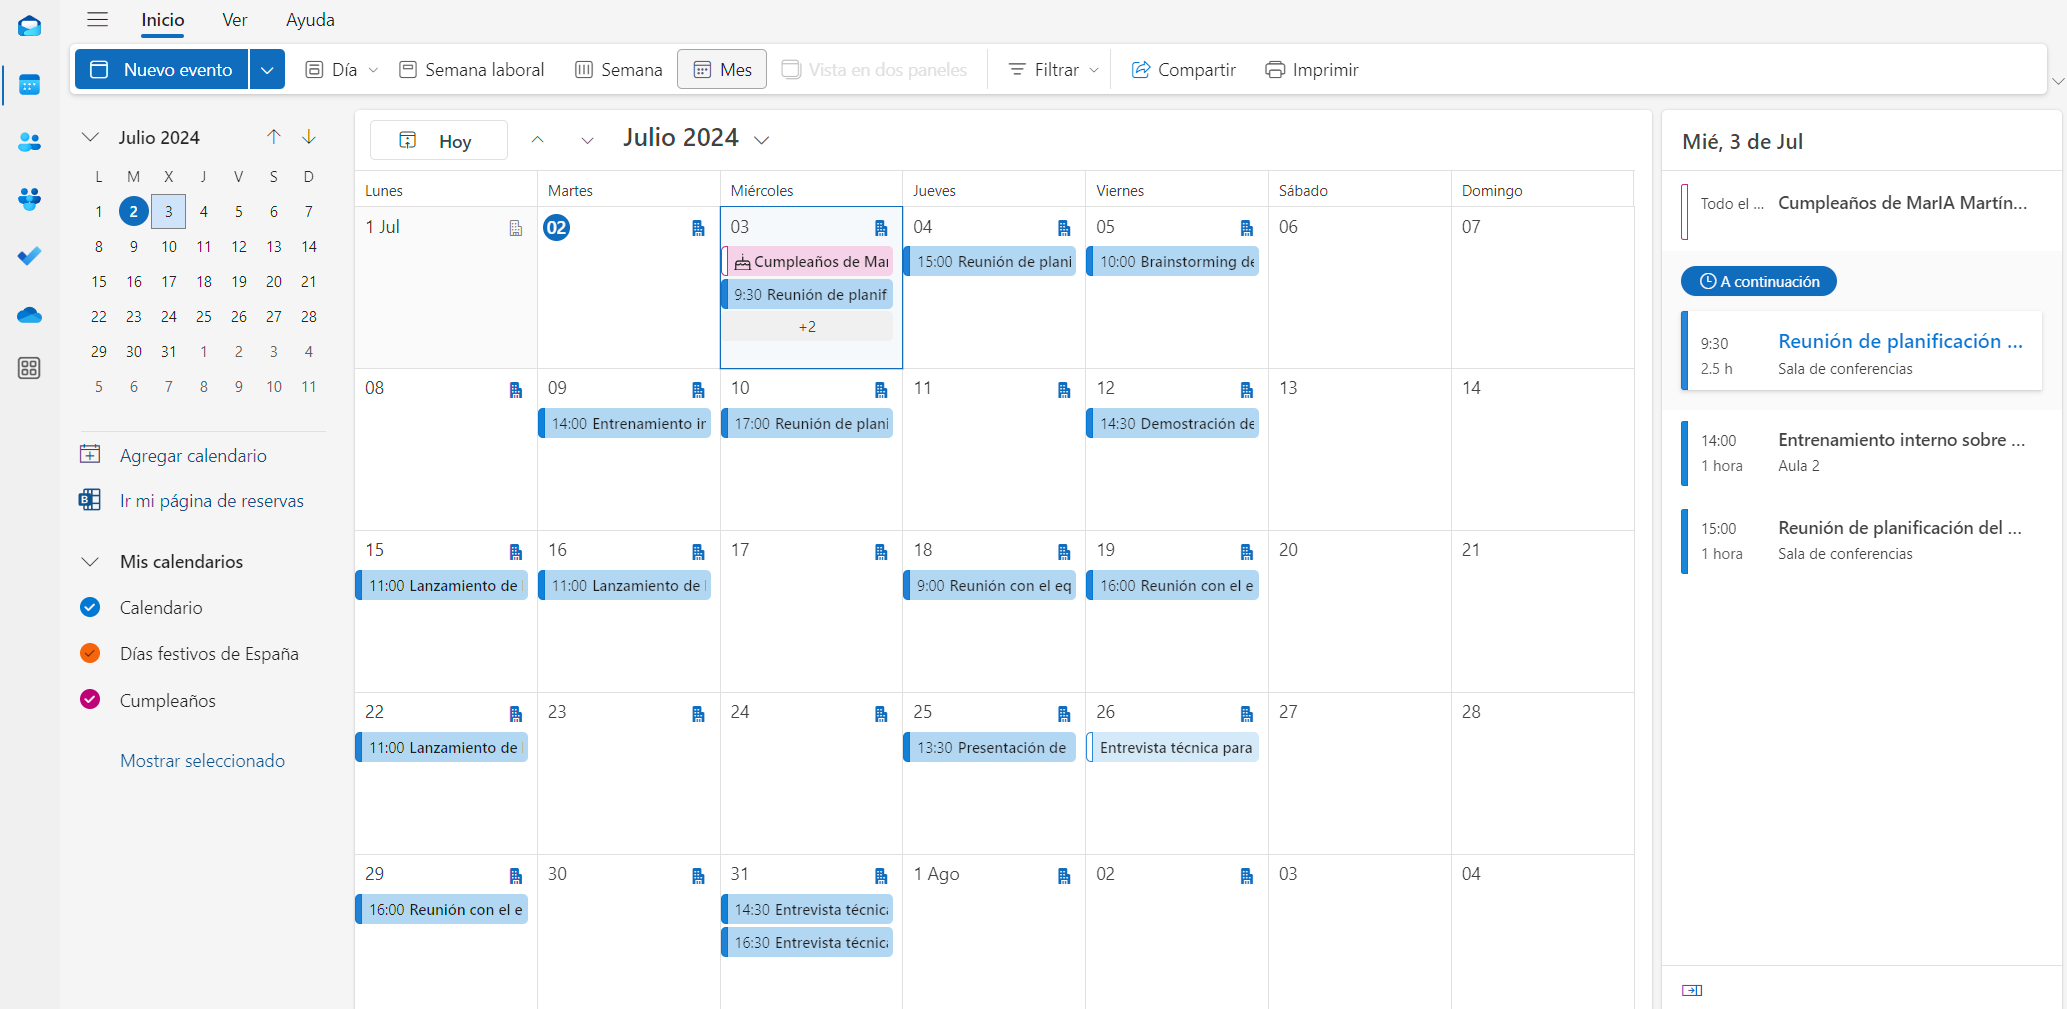 Inicio Ver Ayuda
Nuevo evento Día Semana laboral Semana Mes Vista en dos paneles Filtrar Compartir Imprimir
Julio 2024
L M X J V S D
1 2 3 4 5 6 7
8 9 10 11 12 13 14
15 16 17 18 19 20 21
22 23 24 25 26 27 28
29 30 31 1 2 3 4
5 6 7 8 9 10 11
Agregar calendario
Ir mi página de reservas
Mis calendarios
Calendario
Días festivos de España
Cumpleaños
Mostrar seleccionado
Hoy Julio 2024
Lunes Martes Miércoles Jueves Viernes Sábado Domingo
1 Jul 02 03 04 05 06 07
Cumpleaños de Mar 15:00 Reunión de plani 10:00 Brainstorming de
9:30 Reunión de planif
+2
08 09 10 11 12 13 14
14:00 Entrenamiento ir 17:00 Reunión de plani 14:30 Demostración de
15 16 17 18 19 20 21
11:00 Lanzamiento de 11:00 Lanzamiento de 9:00 Reunión con el eq 16:00 Reunión con el e
22 23 24 25 26 27 28
11:00 Lanzamiento de 13:30 Presentación de Entrevista técnica para
29 30 31 1 Ago 02 03 04
16:00 Reunión con el e 14:30 Entrevista técnica
16:30 Entrevista técnica
Mié, 3 de Jul
Todo el ... Cumpleaños de MarIA Martín...
A continuación
9:30 Reunión de planificación ...
2.5 h Sala de conferencias
14:00 Entrenamiento interno sobre ...
1 hora Aula 2
15:00 Reunión de planificación del ...
1 hora Sala de conferencias